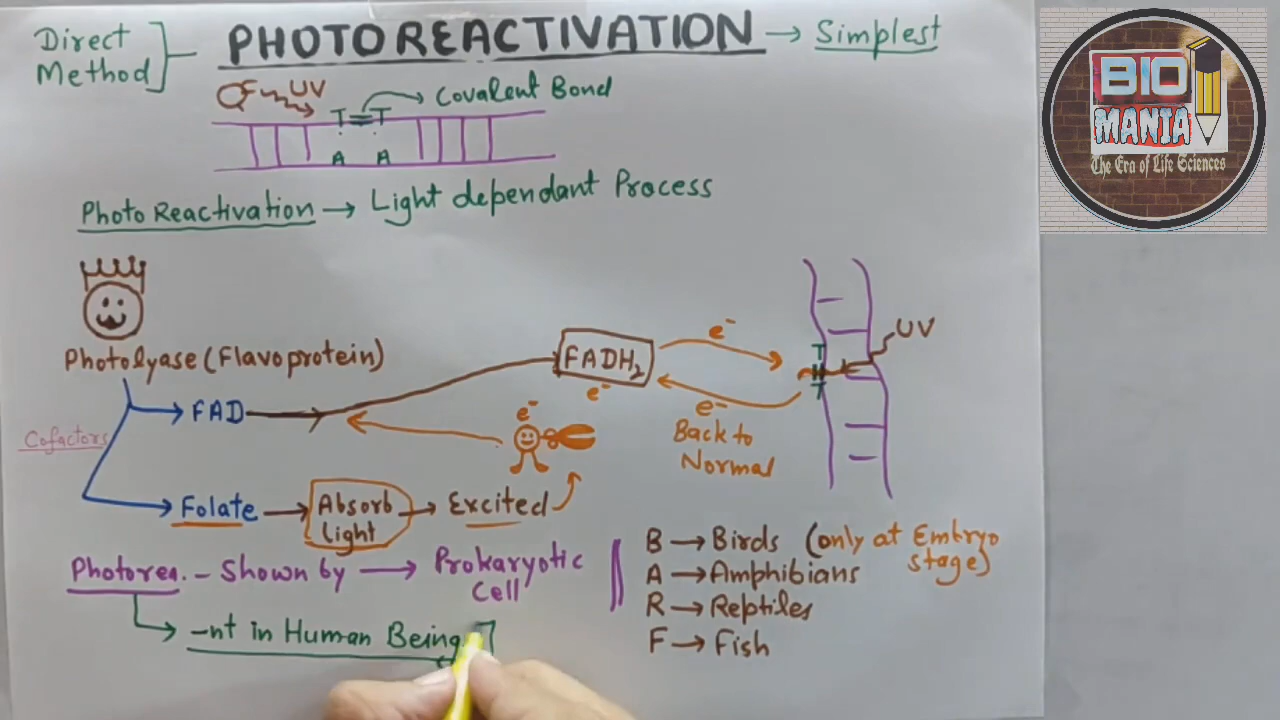 Direct
Method
PHOTOREACTIVATION → Simplest
UV
T = T → Covalent Bond
A A
PhotoReactivation → Light dependant Process
Photolyase (Flavoprotein)
FADH₂
e⁻
e⁻
e⁻
e⁻
Back to
Normal
T
T
UV
Cofactors
FAD
Folate → Absorb
light → Excited
Photorea. - Shown by → Prokaryotic
Cell
-nt in Human Being
B → Birds (only at Embryo
stage)
A → Amphibians
R → Reptiles
F → Fish
BIO
MANIA
The Era of Life Sciences